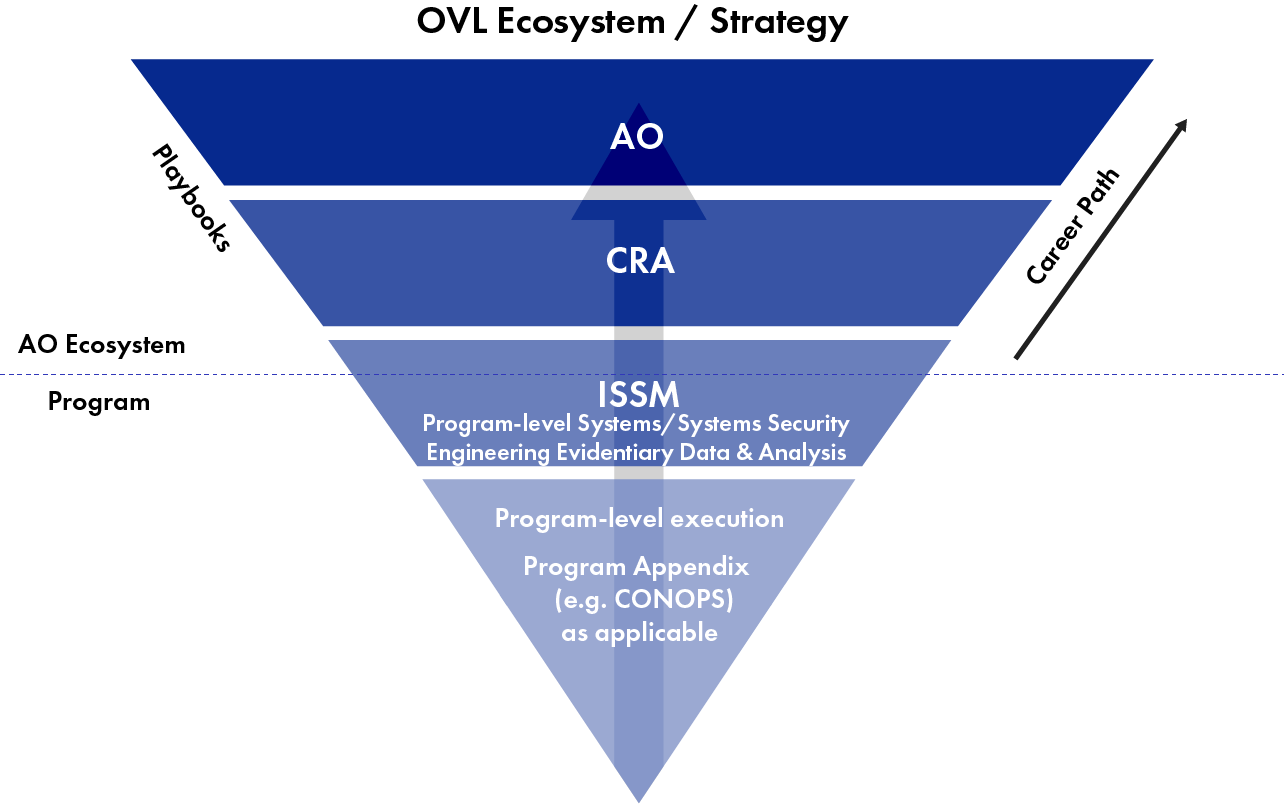 OVL Ecosystem / Strategy
AO
Playbooks
Career Path
CRA
AO Ecosystem
Program
ISSM
Program-level Systems/Systems Security
Engineering Evidentiary Data & Analysis
Program-level execution
Program Appendix
(e.g. CONOPS)
as applicable